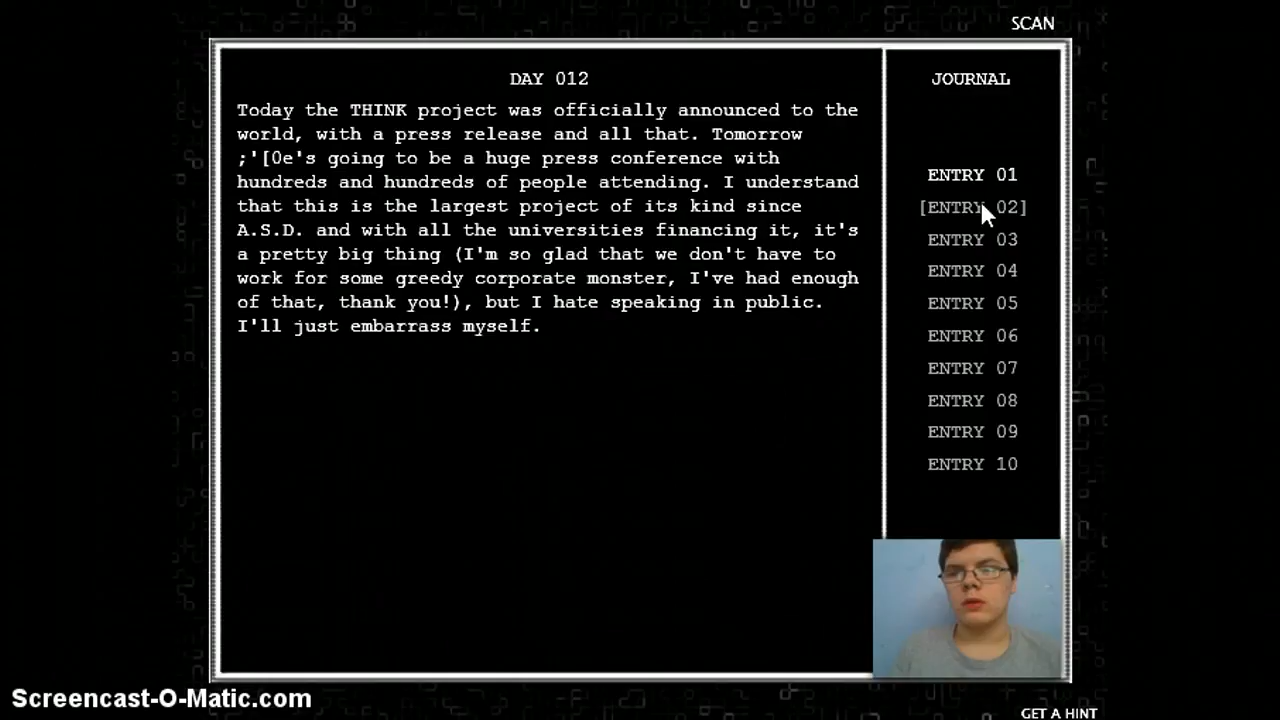 SCAN
DAY 012
Today the THINK project was officially announced to the
world, with a press release and all that. Tomorrow
;'[0e's going to be a huge press conference with
hundreds and hundreds of people attending. I understand
that this is the largest project of its kind since
A.S.D. and with all the universities financing it, it's
a pretty big thing (I'm so glad that we don't have to
work for some greedy corporate monster, I've had enough
of that, thank you!), but I hate speaking in public.
I'll just embarrass myself.
JOURNAL
ENTRY 01
[ENTRY 02]
ENTRY 03
ENTRY 04
ENTRY 05
ENTRY 06
ENTRY 07
ENTRY 08
ENTRY 09
ENTRY 10
Screencast-O-Matic.com
GET A HINT